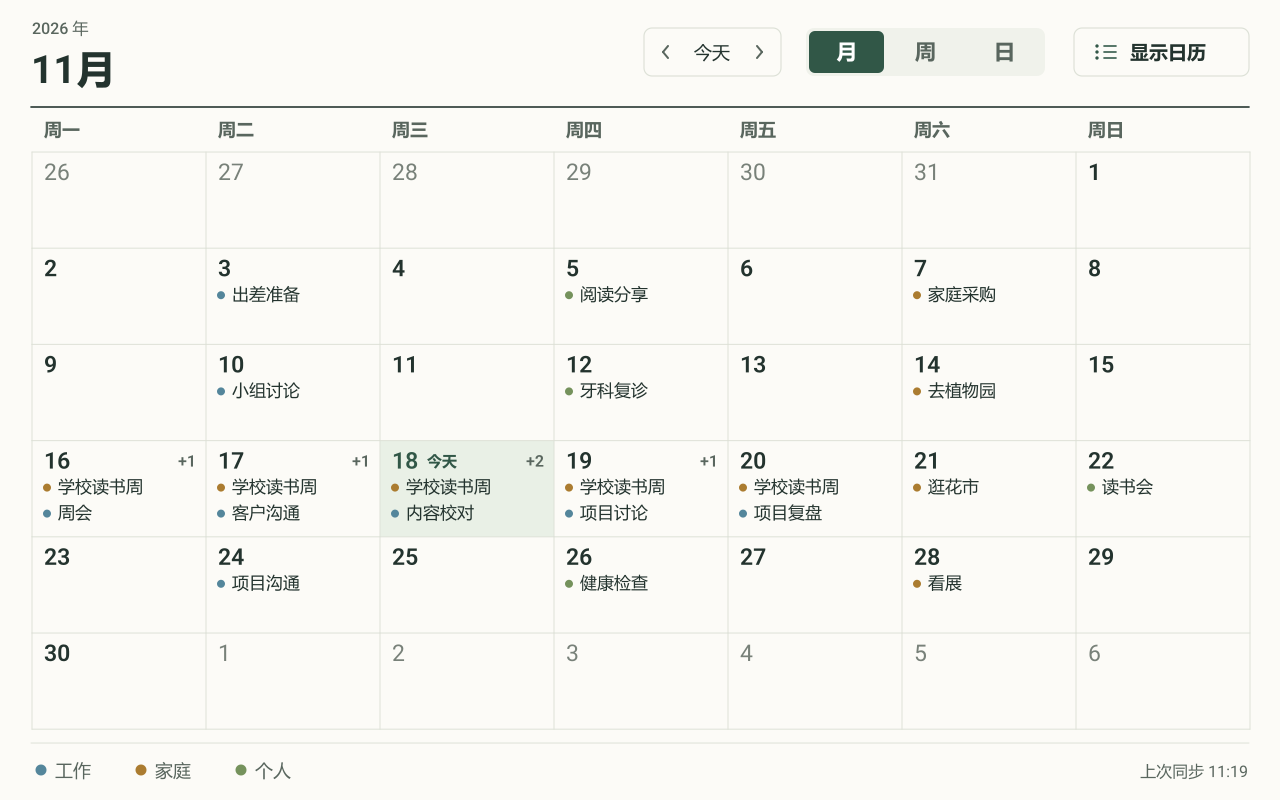 2026 年
11月
今天
月 周 日
显示日历
周一 周二 周三 周四 周五 周六 周日
26 27 28 29 30 31 1
2 3 4 5 6 7 8
出差准备 阅读分享 家庭采购
9 10 11 12 13 14 15
小组讨论 牙科复诊 去植物园
16 +1 17 +1 18 今天 +2 19 +1 20 21 22
学校读书周 学校读书周 学校读书周 学校读书周 学校读书周 逛花市 读书会
周会 客户沟通 内容校对 项目讨论 项目复盘
23 24 25 26 27 28 29
项目沟通 健康检查 看展
30 1 2 3 4 5 6
工作 家庭 个人
上次同步 11:19